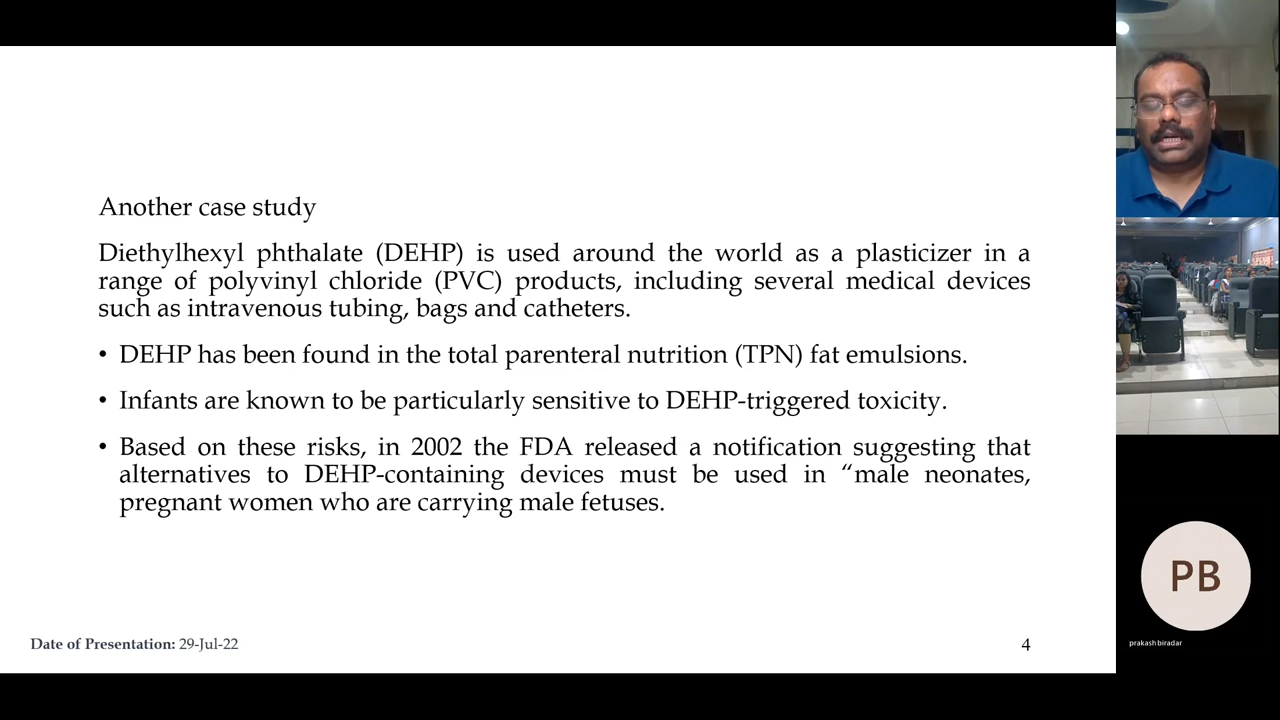 Another case study
Diethylhexyl phthalate (DEHP) is used around the world as a plasticizer in a
range of polyvinyl chloride (PVC) products, including several medical devices
such as intravenous tubing, bags and catheters.
• DEHP has been found in the total parenteral nutrition (TPN) fat emulsions.
• Infants are known to be particularly sensitive to DEHP-triggered toxicity.
• Based on these risks, in 2002 the FDA released a notification suggesting that
alternatives to DEHP-containing devices must be used in “male neonates,
pregnant women who are carrying male fetuses.
Date of Presentation: 29-Jul-22
4
PB
prakash biradar